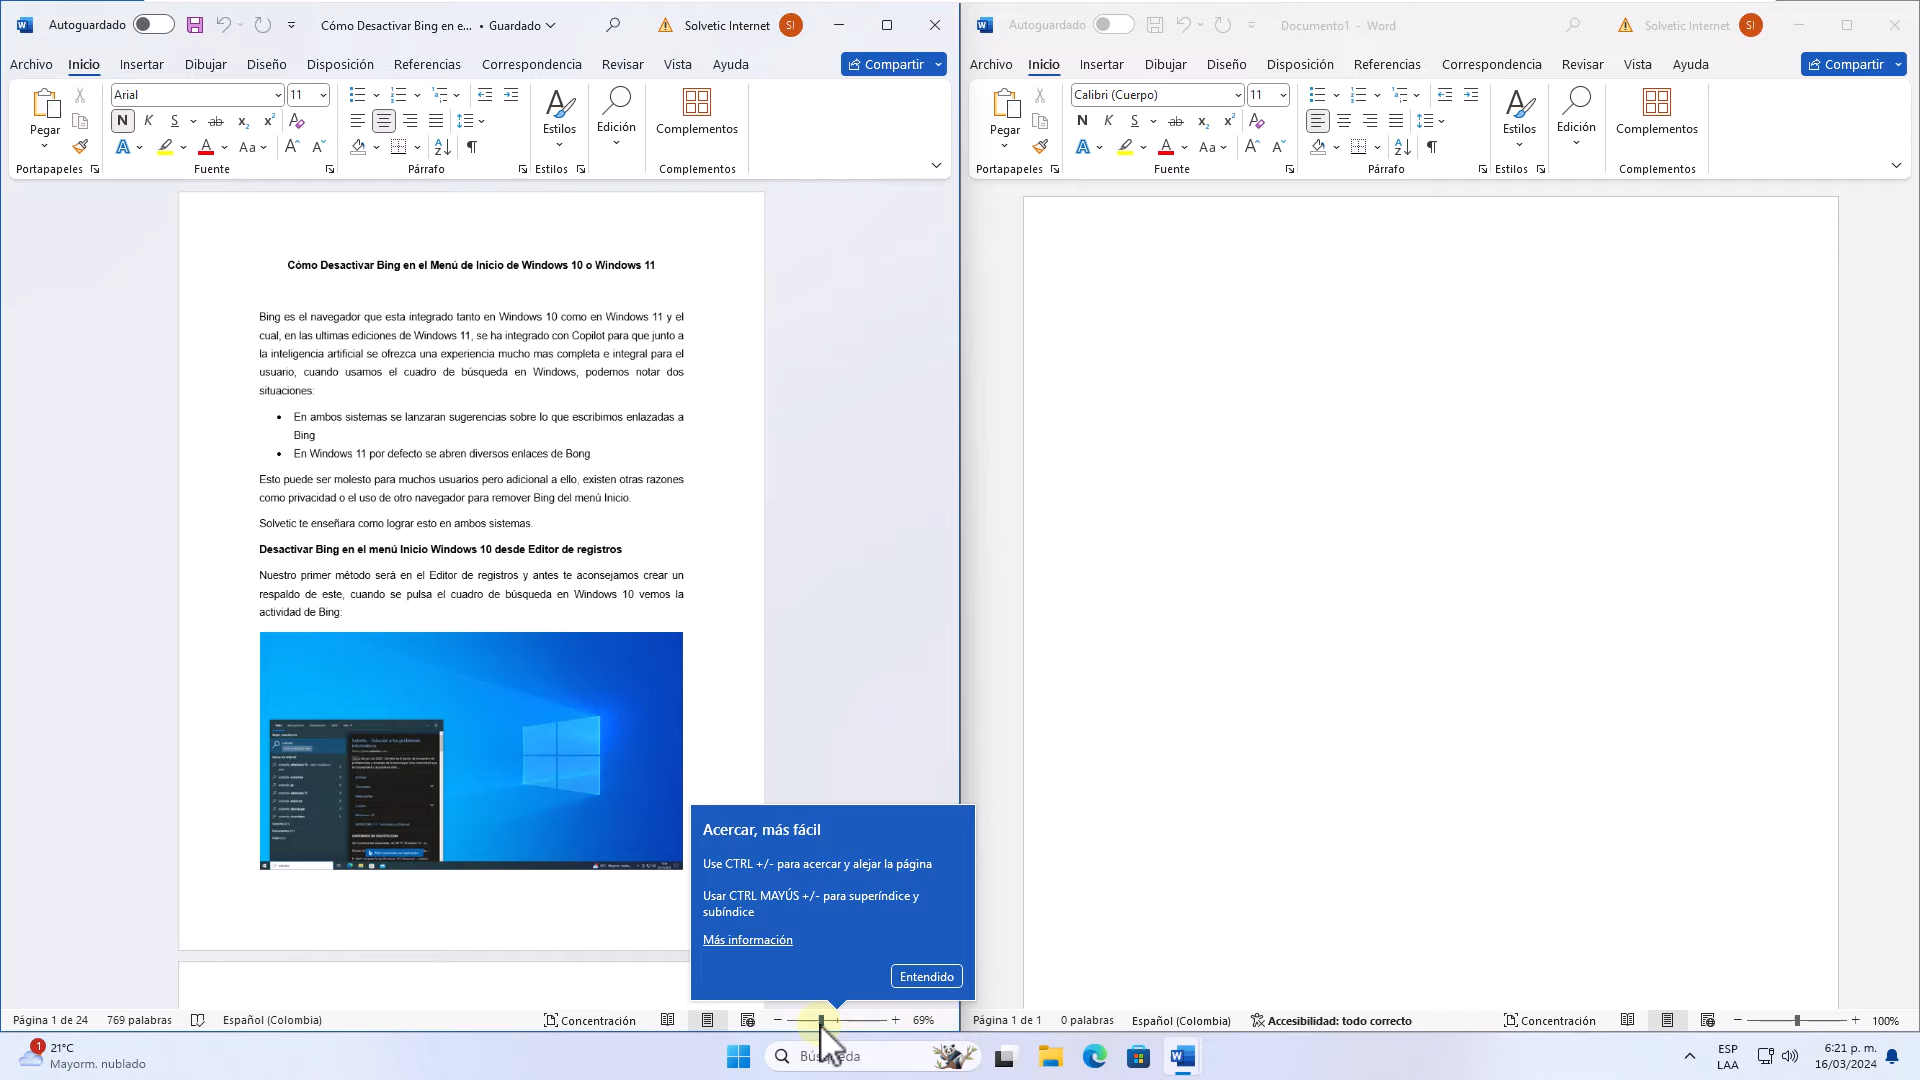 Autoguardado
Cómo Desactivar Bing en e... • Guardado
Solvetic Internet
SI
Archivo Inicio Insertar Dibujar Diseño Disposición Referencias Correspondencia Revisar Vista Ayuda
Compartir
Pegar
Arial 11
N K S ab x₂ x²
A Aa A A
Estilos
Edición
Complementos
Portapapeles Fuente Párrafo Estilos Complementos
Cómo Desactivar Bing en el Menú de Inicio de Windows 10 o Windows 11
Bing es el navegador que esta integrado tanto en Windows 10 como en Windows 11 y el
cual, en las ultimas ediciones de Windows 11, se ha integrado con Copilot para que junto a
la inteligencia artificial se ofrezca una experiencia mucho mas completa e integral para el
usuario, cuando usamos el cuadro de búsqueda en Windows, podemos notar dos
situaciones:
• En ambos sistemas se lanzaran sugerencias sobre lo que escribimos enlazadas a
Bing
• En Windows 11 por defecto se abren diversos enlaces de Bong
Esto puede ser molesto para muchos usuarios pero adicional a ello, existen otras razones
como privacidad o el uso de otro navegador para remover Bing del menú Inicio.
Solvetic te enseñara como lograr esto en ambos sistemas.
Desactivar Bing en el menú Inicio Windows 10 desde Editor de registros
Nuestro primer método será en el Editor de registros y antes te aconsejamos crear un
respaldo de este, cuando se pulsa el cuadro de búsqueda en Windows 10 vemos la
actividad de Bing:
Acercar, más fácil
Use CTRL +/- para acercar y alejar la página
Usar CTRL MAYÚS +/- para superíndice y
subíndice
Más información
Entendido
Página 1 de 24 769 palabras Español (Colombia) Concentración 69%
Autoguardado
Documento1 - Word
Solvetic Internet
SI
Archivo Inicio Insertar Dibujar Diseño Disposición Referencias Correspondencia Revisar Vista Ayuda
Compartir
Pegar
Calibri (Cuerpo) 11
N K S ab x₂ x²
A Aa A A
Estilos
Edición
Complementos
Portapapeles Fuente Párrafo Estilos Complementos
Página 1 de 1 0 palabras Español (Colombia) Accesibilidad: todo correcto Concentración 100%
1
21°C
Mayorm. nublado
ESP
LAA
6:21 p. m.
16/03/2024